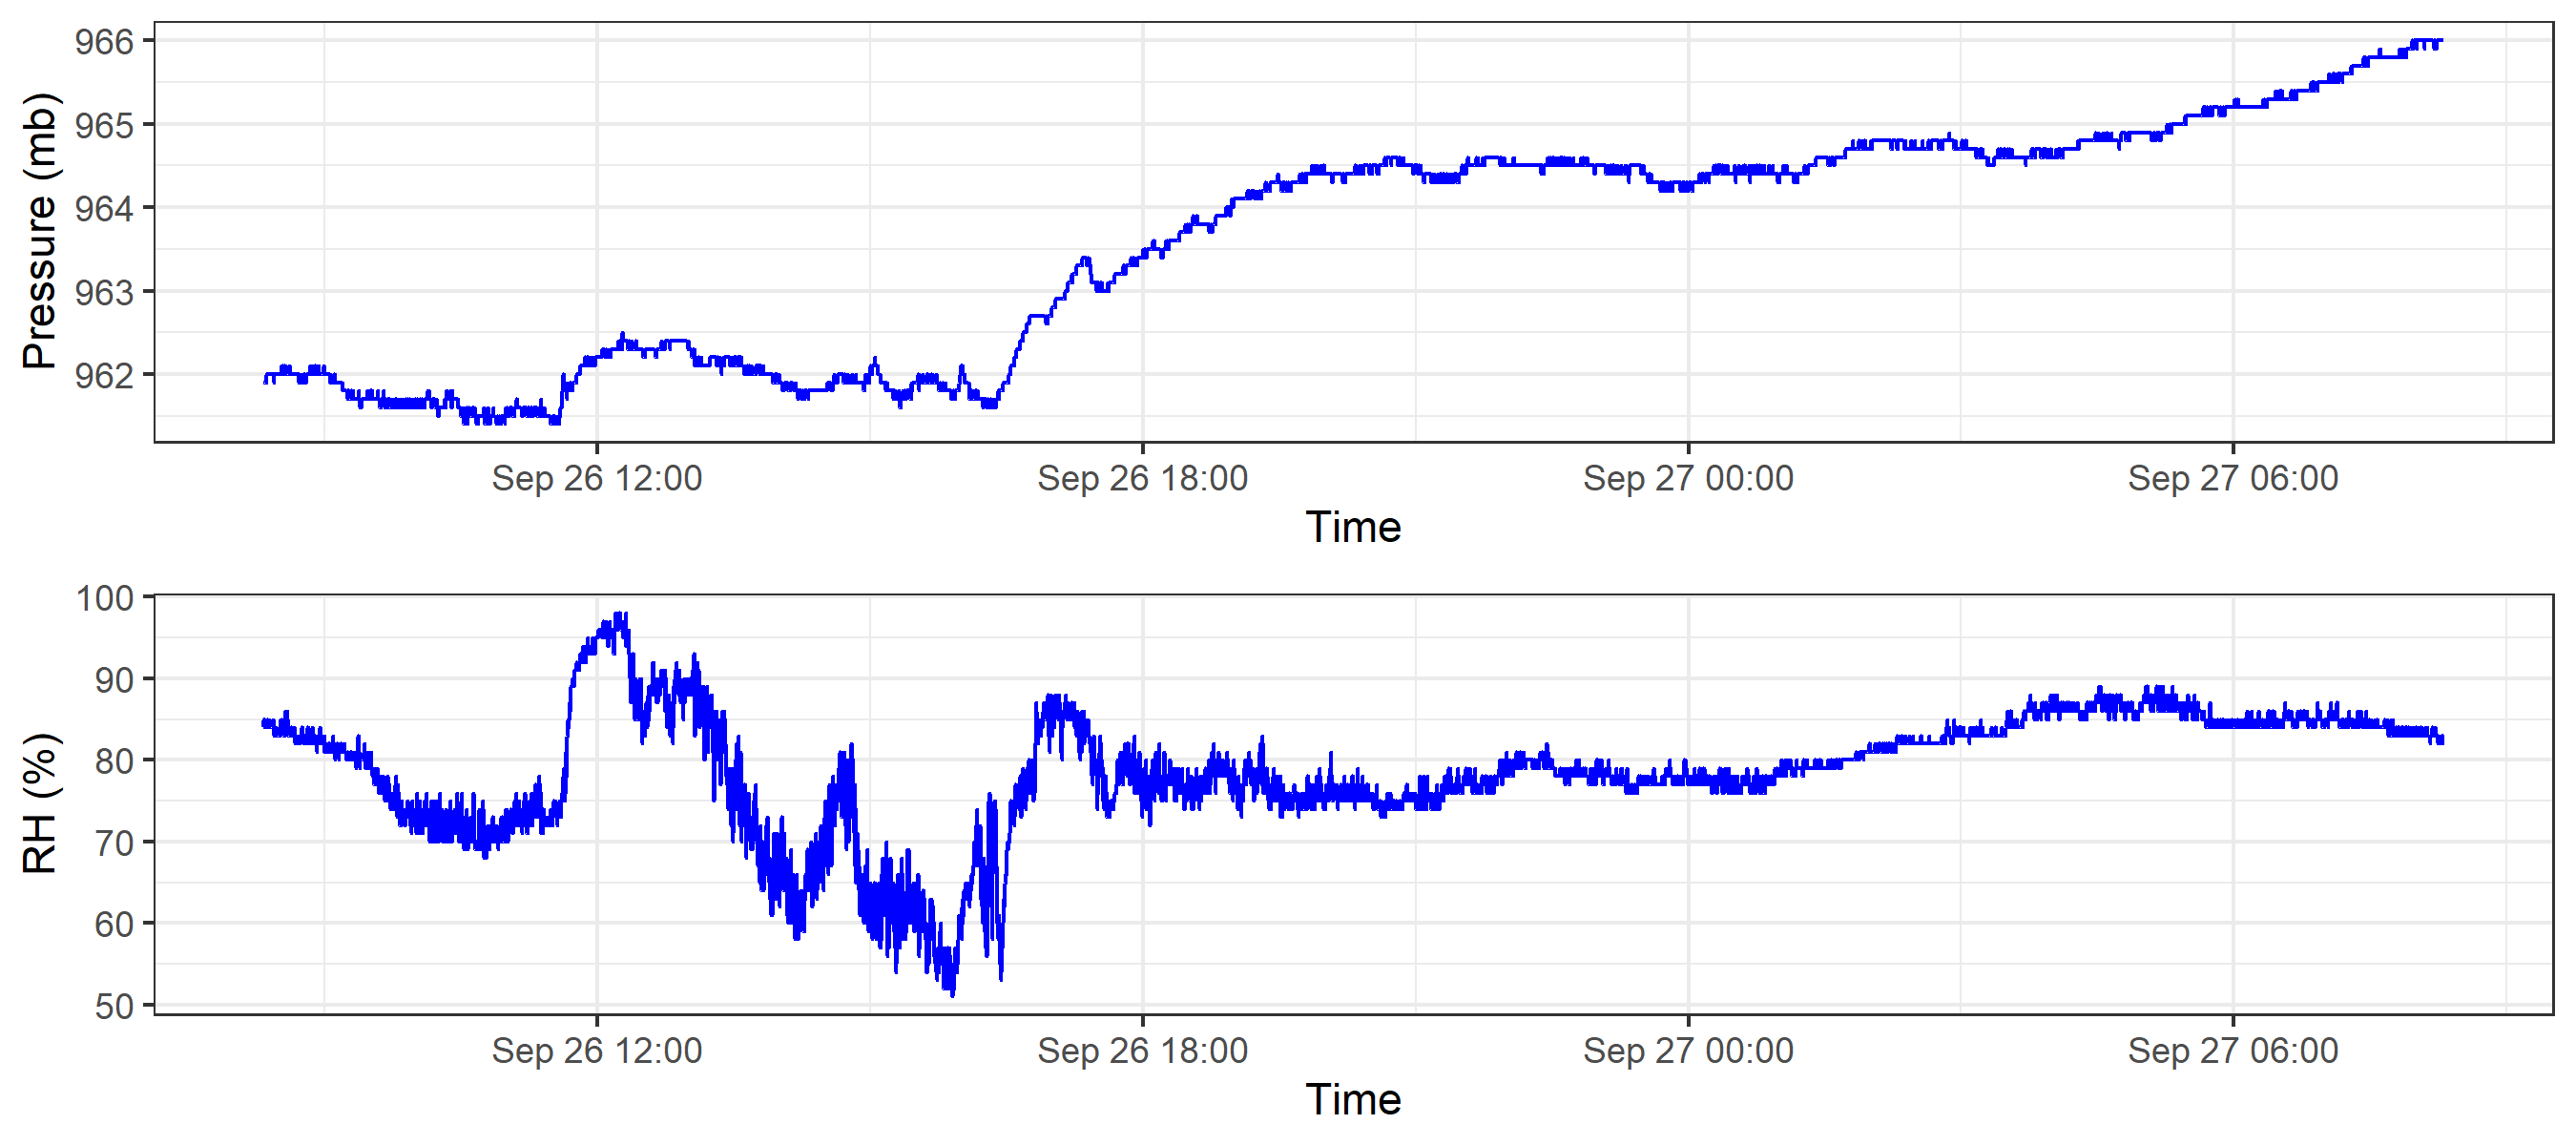 Pressure (mb)
966
965
964
963
962
Sep 26 12:00
Sep 26 18:00
Sep 27 00:00
Sep 27 06:00
Time
RH (%)
100
90
80
70
60
50
Sep 26 12:00
Sep 26 18:00
Sep 27 00:00
Sep 27 06:00
Time